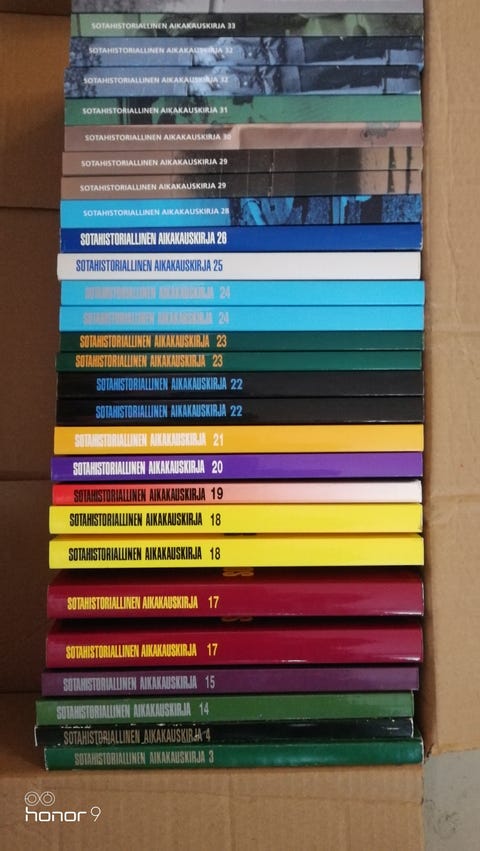 SOTAHISTORIALLINEN AIKAKAUSKIRJA 33
SOTAHISTORIALLINEN AIKAKAUSKIRJA 32
SOTAHISTORIALLINEN AIKAKAUSKIRJA 32
SOTAHISTORIALLINEN AIKAKAUSKIRJA 31
SOTAHISTORIALLINEN AIKAKAUSKIRJA 30
SOTAHISTORIALLINEN AIKAKAUSKIRJA 29
SOTAHISTORIALLINEN AIKAKAUSKIRJA 29
SOTAHISTORIALLINEN AIKAKAUSKIRJA 28
SOTAHISTORIALLINEN AIKAKAUSKIRJA 26
SOTAHISTORIALLINEN AIKAKAUSKIRJA 25
SOTAHISTORIALLINEN AIKAKAUSKIRJA 24
SOTAHISTORIALLINEN AIKAKAUSKIRJA 24
SOTAHISTORIALLINEN AIKAKAUSKIRJA 23
SOTAHISTORIALLINEN AIKAKAUSKIRJA 23
SOTAHISTORIALLINEN AIKAKAUSKIRJA 22
SOTAHISTORIALLINEN AIKAKAUSKIRJA 22
SOTAHISTORIALLINEN AIKAKAUSKIRJA 21
SOTAHISTORIALLINEN AIKAKAUSKIRJA 20
SOTAHISTORIALLINEN AIKAKAUSKIRJA 19
SOTAHISTORIALLINEN AIKAKAUSKIRJA 18
SOTAHISTORIALLINEN AIKAKAUSKIRJA 18
SOTAHISTORIALLINEN AIKAKAUSKIRJA 17
SOTAHISTORIALLINEN AIKAKAUSKIRJA 17
SOTAHISTORIALLINEN AIKAKAUSKIRJA 15
SOTAHISTORIALLINEN AIKAKAUSKIRJA 14
SOTAHISTORIALLINEN AIKAKAUSKIRJA 4
SOTAHISTORIALLINEN AIKAKAUSKIRJA 3
honor 9